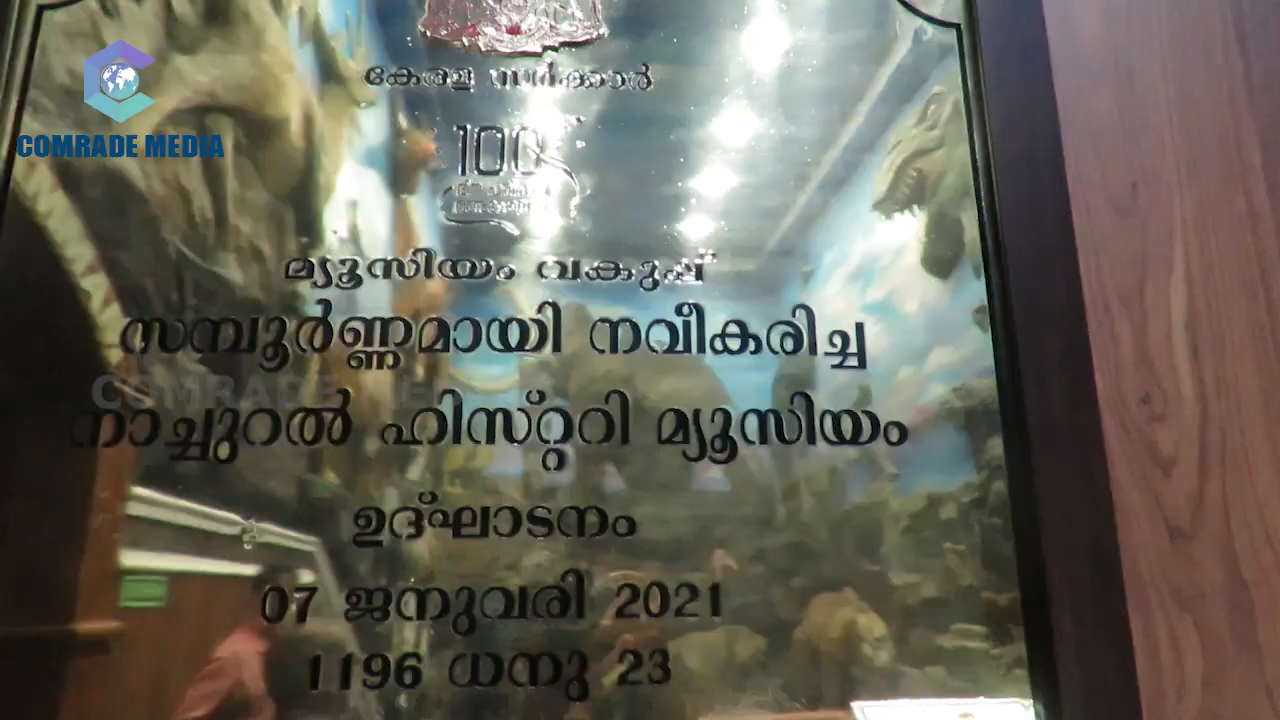 COMRADE MEDIA
കേരള സർക്കാർ
100
മ്യൂസിയം വകുപ്പ്
സമ്പൂർണ്ണമായി നവീകരിച്ച
COMRADE
നാച്ചുറൽ ഹിസ്റ്ററി മ്യൂസിയം
ഉദ്ഘാടനം
07 ജനുവരി 2021
1196 ധനു 23